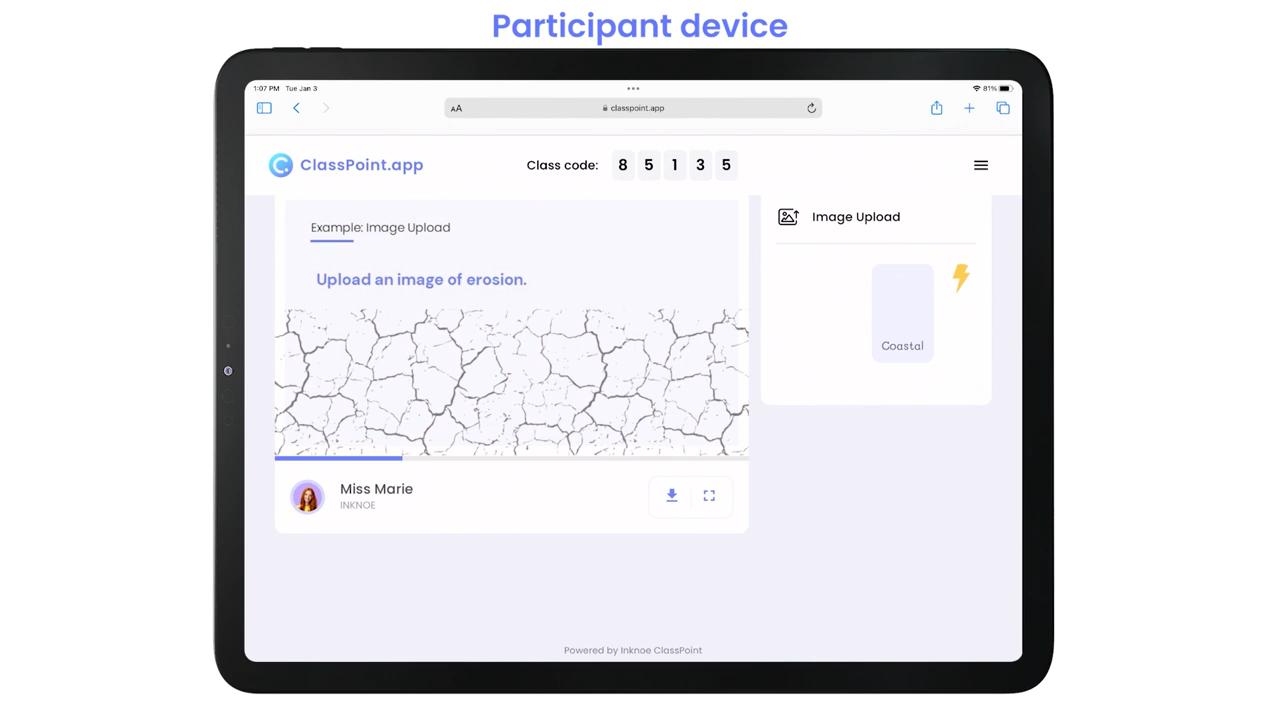 Participant device
1:07 PM Tue Jan 3
81%
AA
classpoint.app
ClassPoint.app
Class code: 8 5 1 3 5
Example: Image Upload
Upload an image of erosion.
Image Upload
Coastal
Miss Marie
INKNOE
Powered by Inknoe ClassPoint